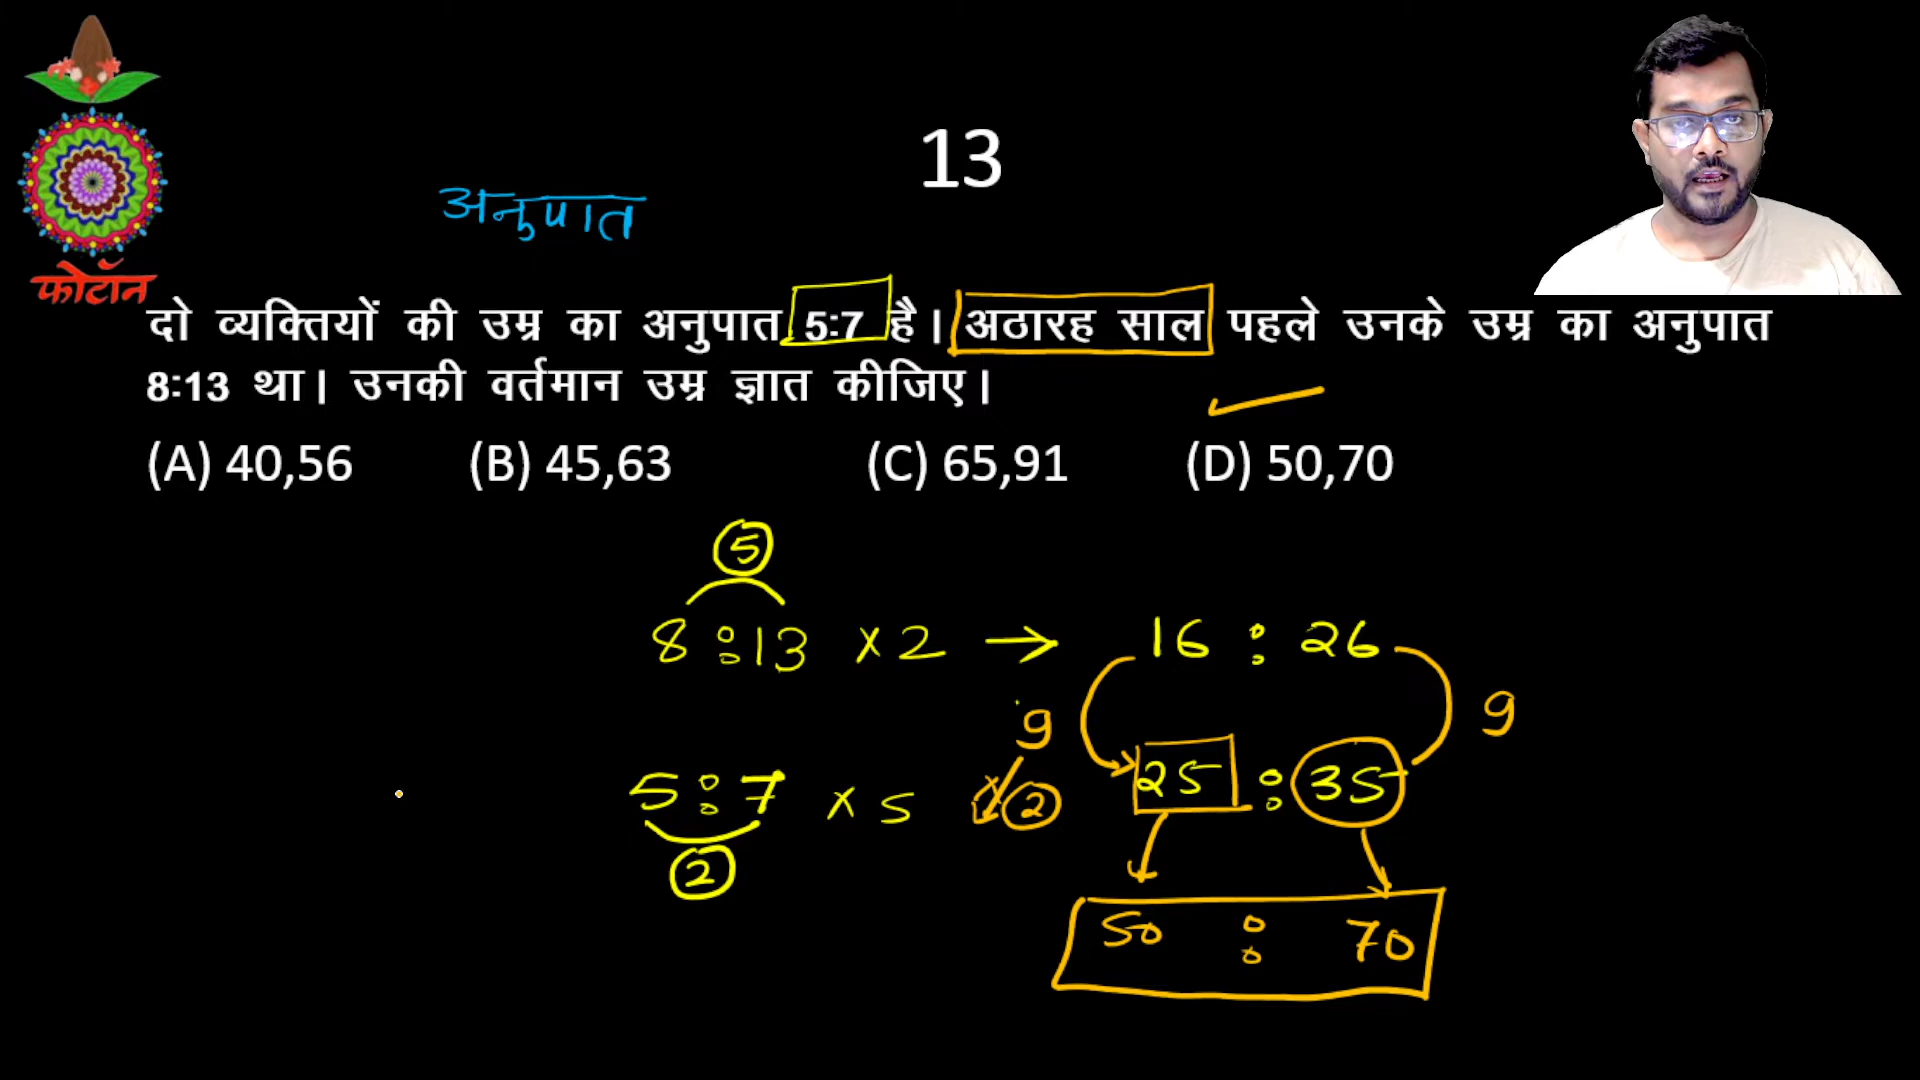 13
अनुपात
फोटॉन
दो व्यक्तियों की उम्र का अनुपात 5:7 है। अठारह साल पहले उनके उम्र का अनुपात
8:13 था। उनकी वर्तमान उम्र ज्ञात कीजिए।
(A) 40,56 (B) 45,63 (C) 65,91 (D) 50,70
5
8:13 × 2 → 16 : 26
9 9
5:7 × 5 × 2 25 : 35
2
50 : 70